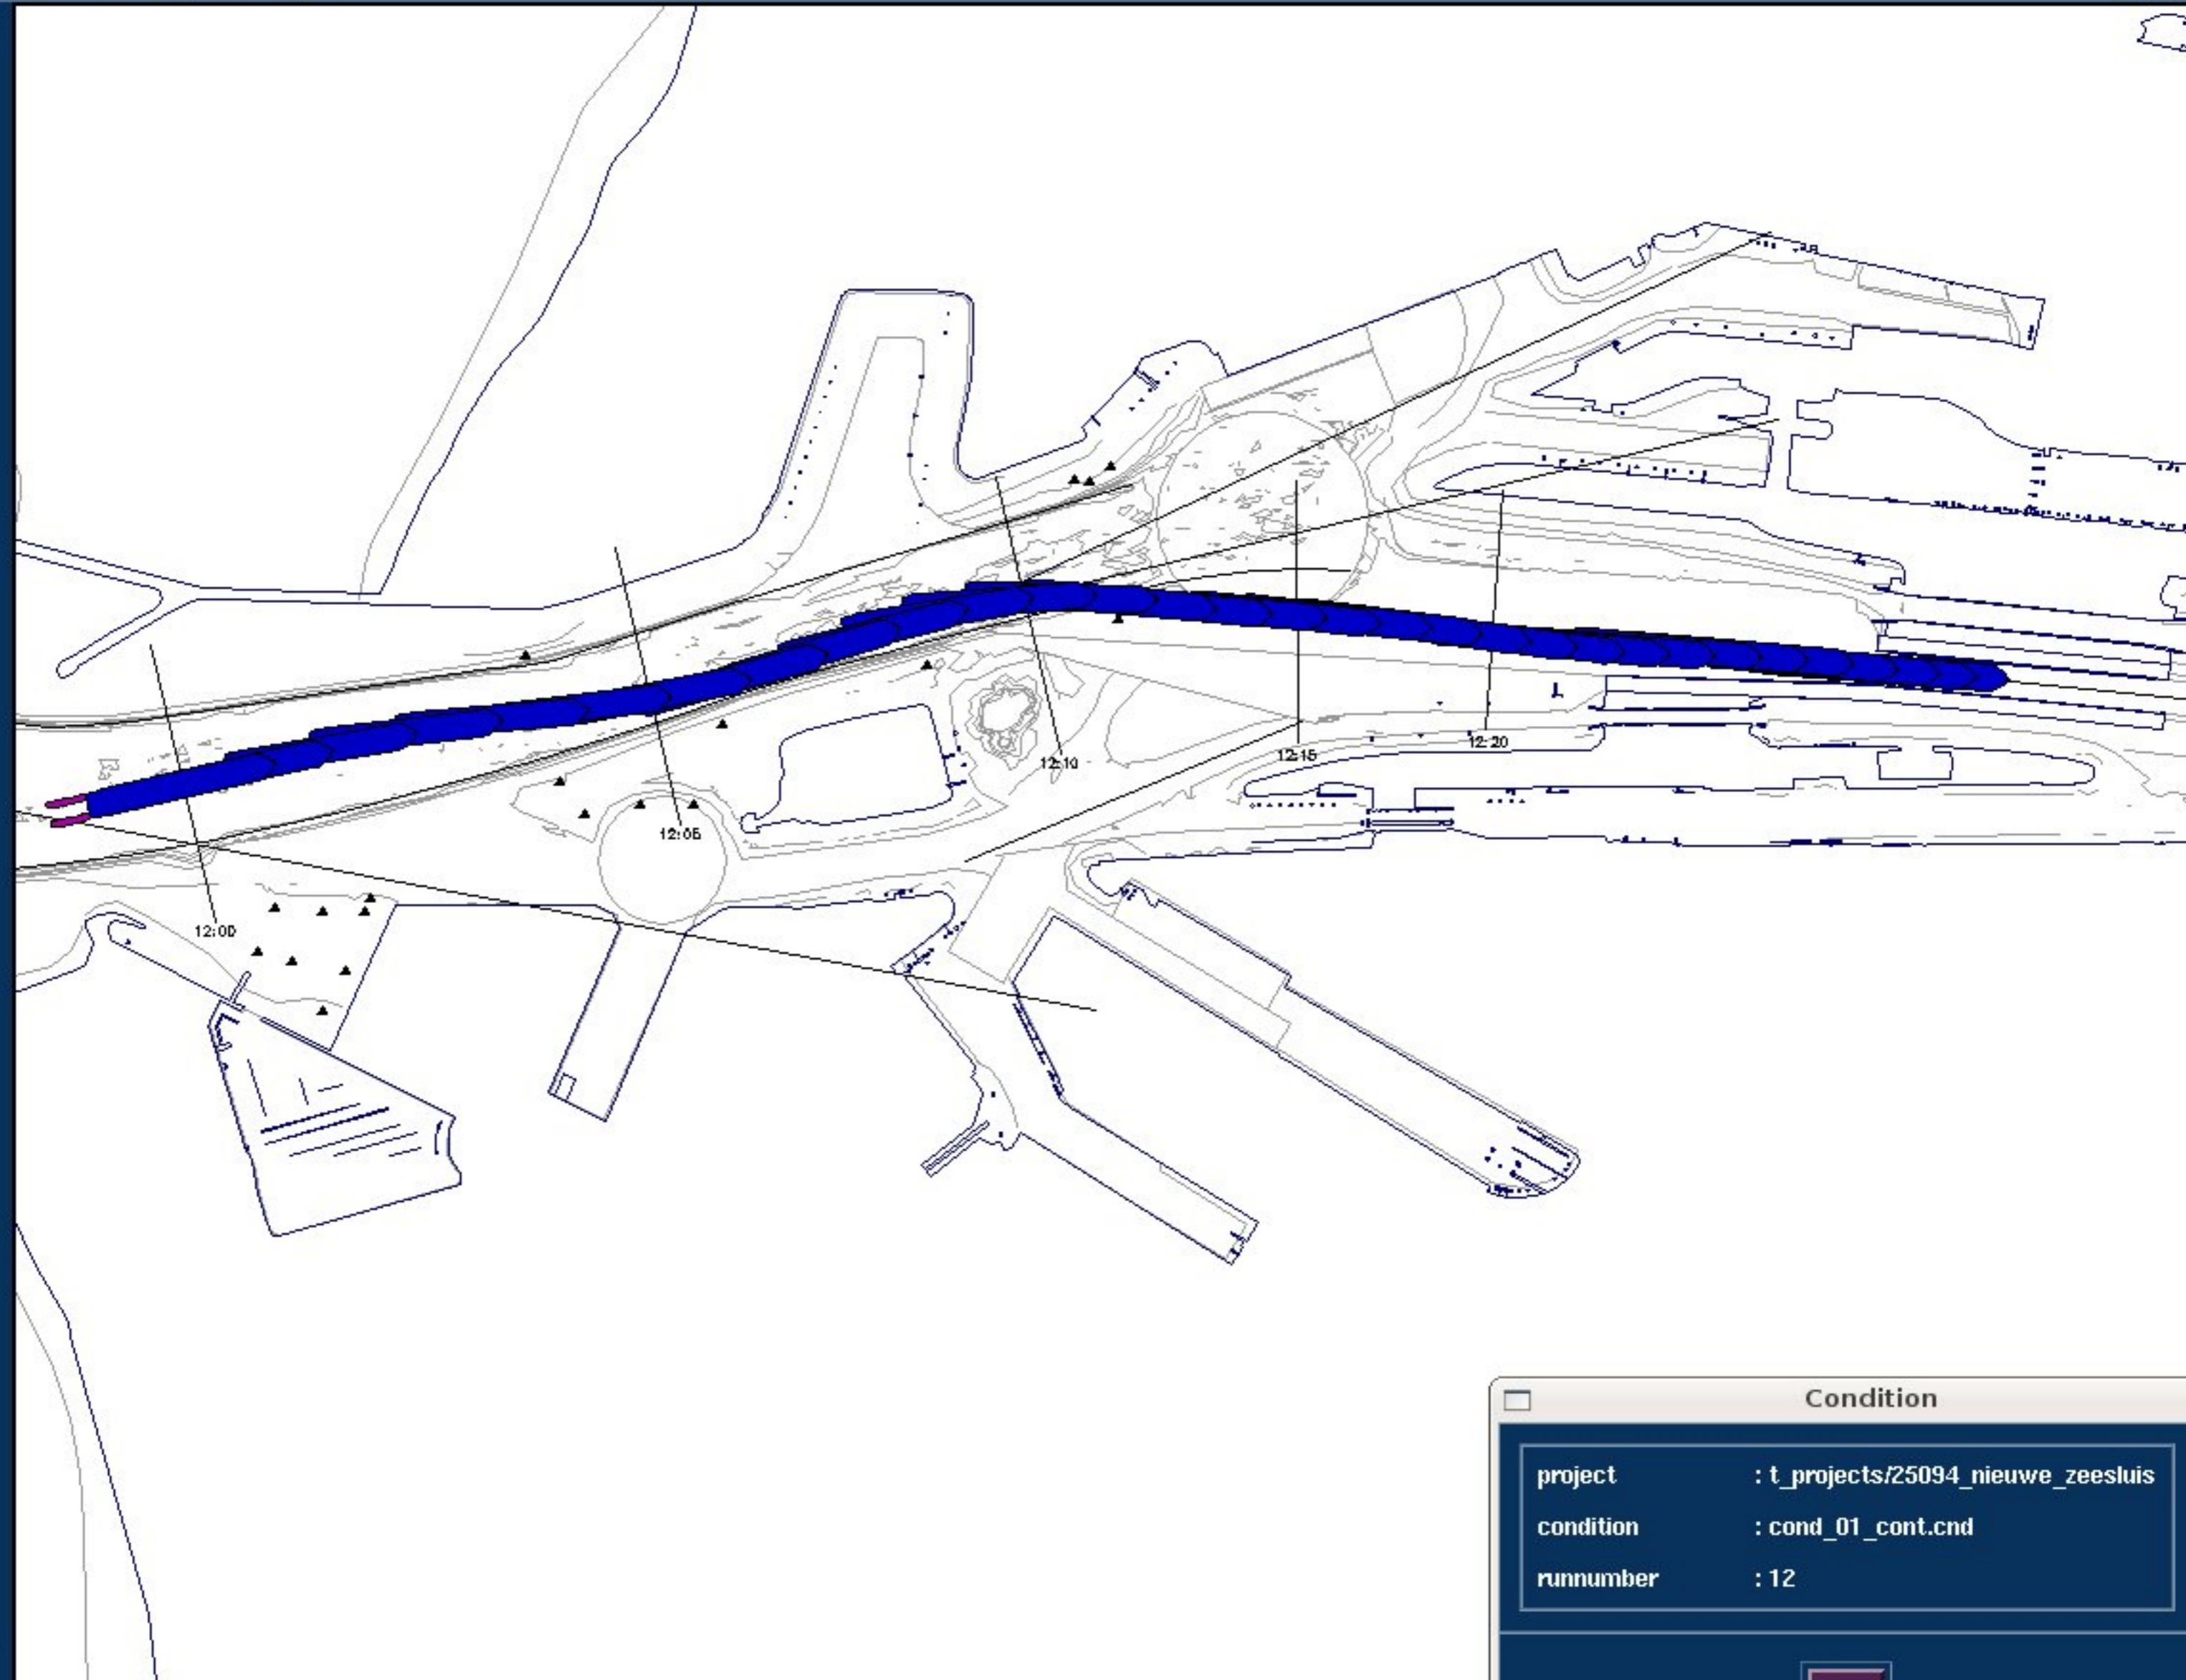 12:10
12:15
12:20
12:05
12:00
Condition
project : t_projects/25094_nieuwe_zeesluis
condition : cond_01_cont.cnd
runnumber : 12